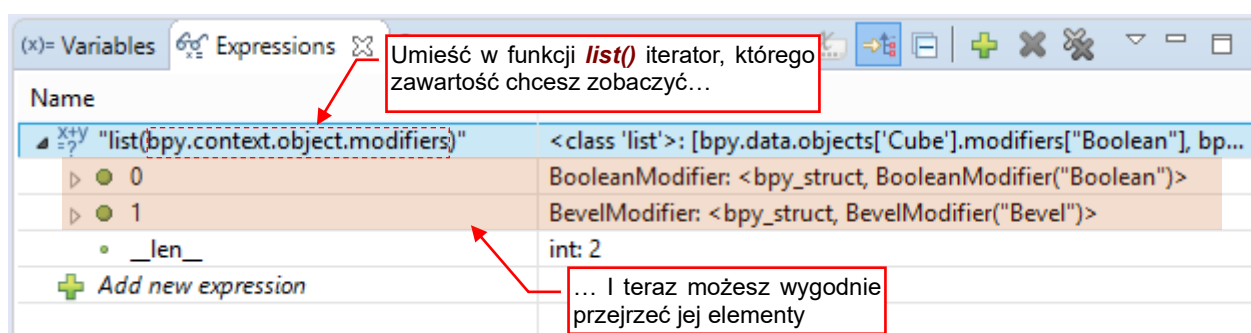 (x)= Variables Expressions
Umieść w funkcji list() iterator, którego
zawartość chcesz zobaczyć…
Name
x+y =? "list(bpy.context.object.modifiers)" <class 'list'>: [bpy.data.objects['Cube'].modifiers["Boolean"], bp...
0 BooleanModifier: <bpy_struct, BooleanModifier("Boolean")>
1 BevelModifier: <bpy_struct, BevelModifier("Bevel")>
__len__ int: 2
Add new expression
… I teraz możesz wygodnie
przejrzeć jej elementy